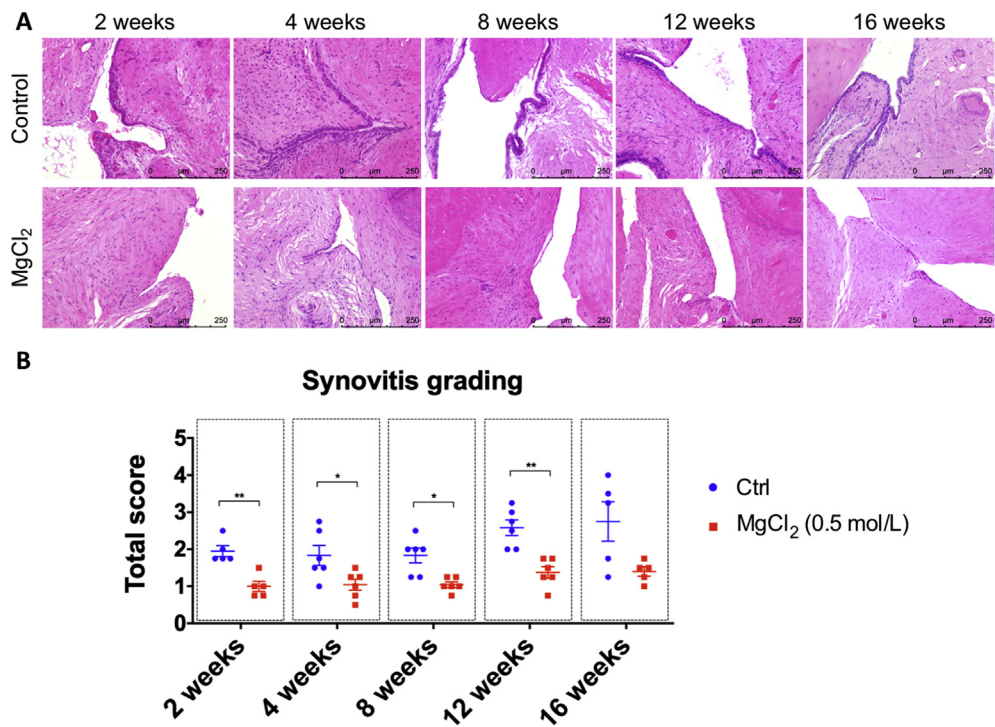 A
2 weeks 4 weeks 8 weeks 12 weeks 16 weeks
Control
0 µm 250 0 µm 250 0 µm 250 0 µm 250 0 µm 250
MgCl₂
0 µm 250 0 µm 250 0 µm 250 0 µm 250 0 µm 250
B
Synovitis grading
Total score
5
4
3
2
1
0
** * * **
2 weeks 4 weeks 8 weeks 12 weeks 16 weeks
Ctrl
MgCl₂ (0.5 mol/L)